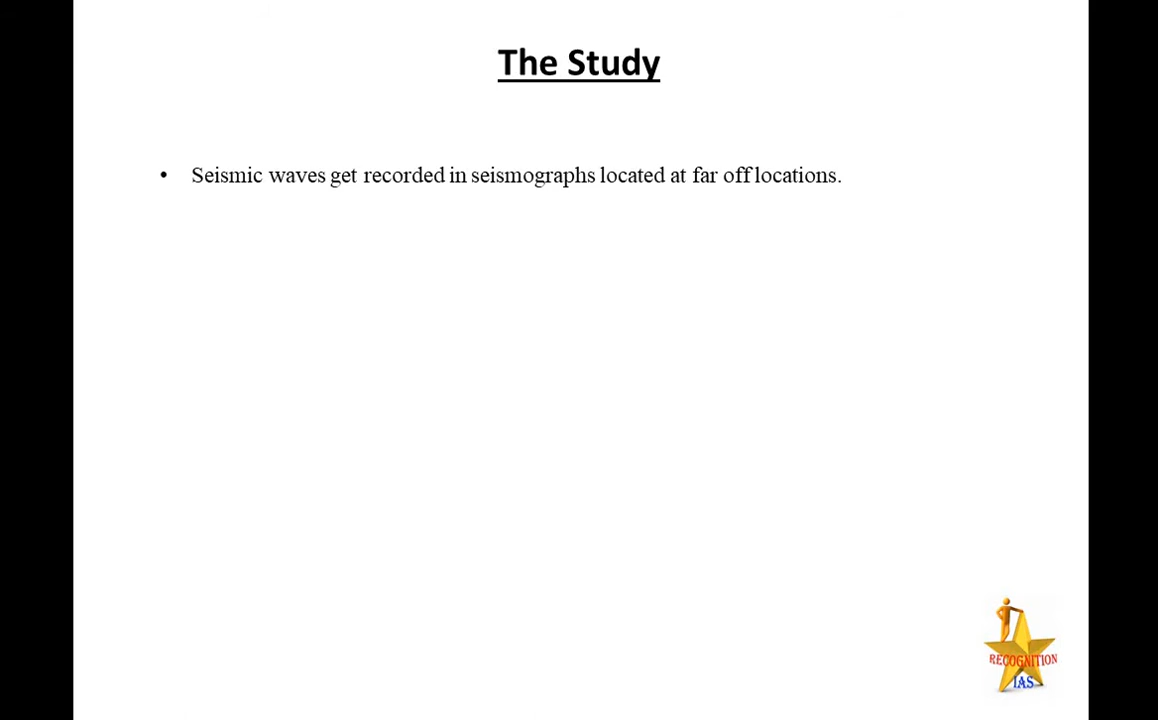 The Study
• Seismic waves get recorded in seismographs located at far off locations.
RECOGNITION
IAS